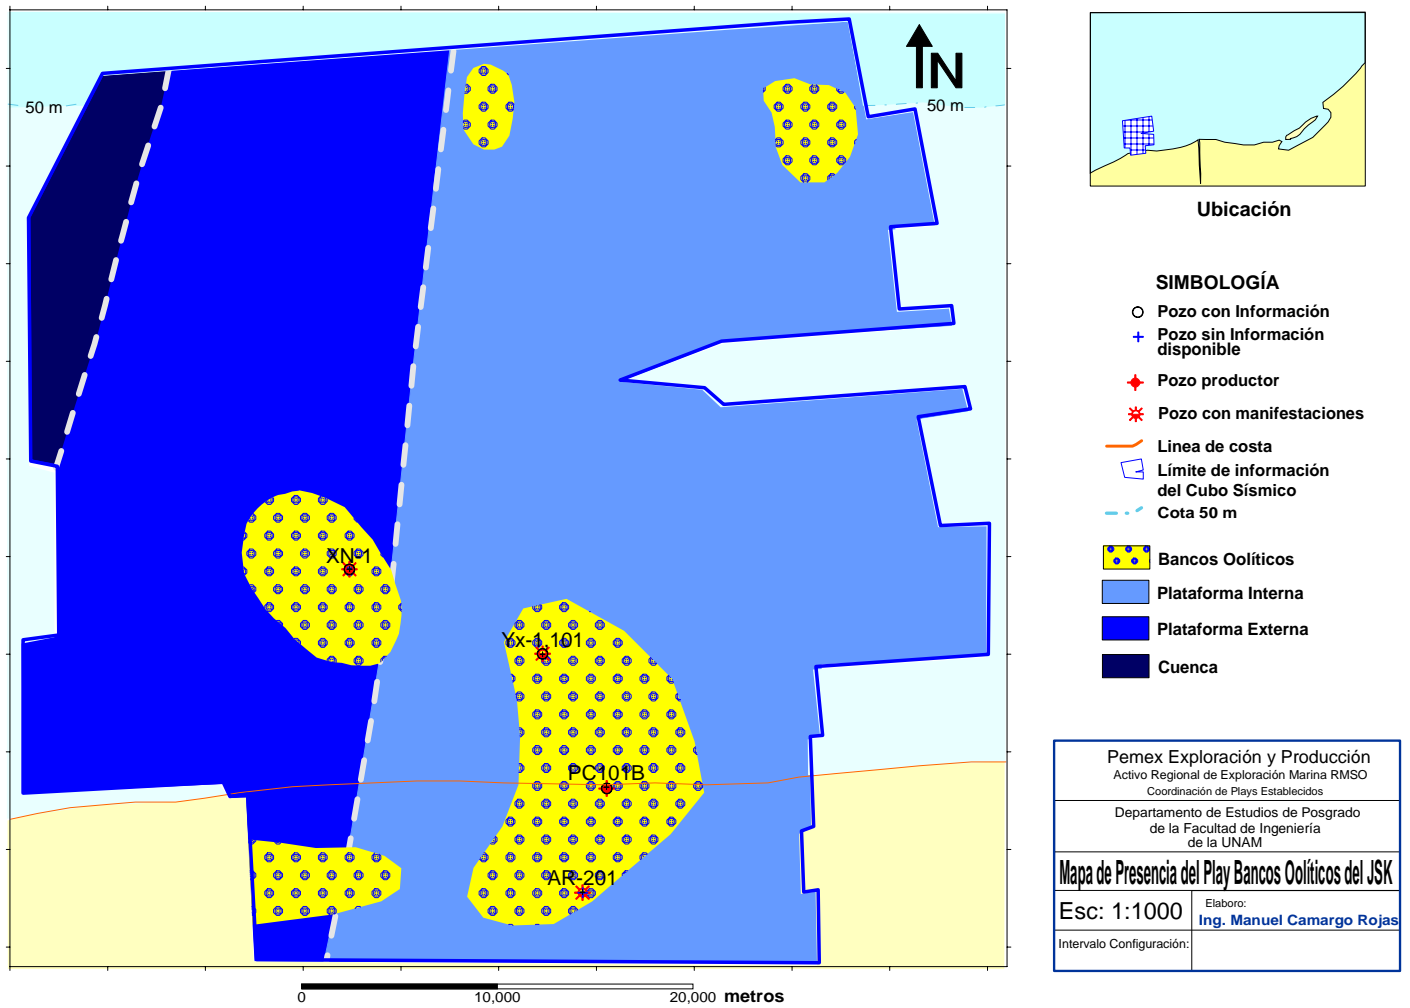 50 m
N
50 m
XN-1
Yx-1,101
PC101B
AR-201
0
10,000
20,000 metros
Ubicación
SIMBOLOGÍA
Pozo con Información
Pozo sin Información
disponible
Pozo productor
Pozo con manifestaciones
Linea de costa
Límite de información
del Cubo Sísmico
Cota 50 m
Bancos Oolíticos
Plataforma Interna
Plataforma Externa
Cuenca
Pemex Exploración y Producción
Activo Regional de Exploración Marina RMSO
Coordinación de Plays Establecidos
Departamento de Estudios de Posgrado
de la Facultad de Ingeniería
de la UNAM
Mapa de Presencia del Play Bancos Oolíticos del JSK
Esc: 1:1000
Elaboro:
Ing. Manuel Camargo Rojas
Intervalo Configuración: